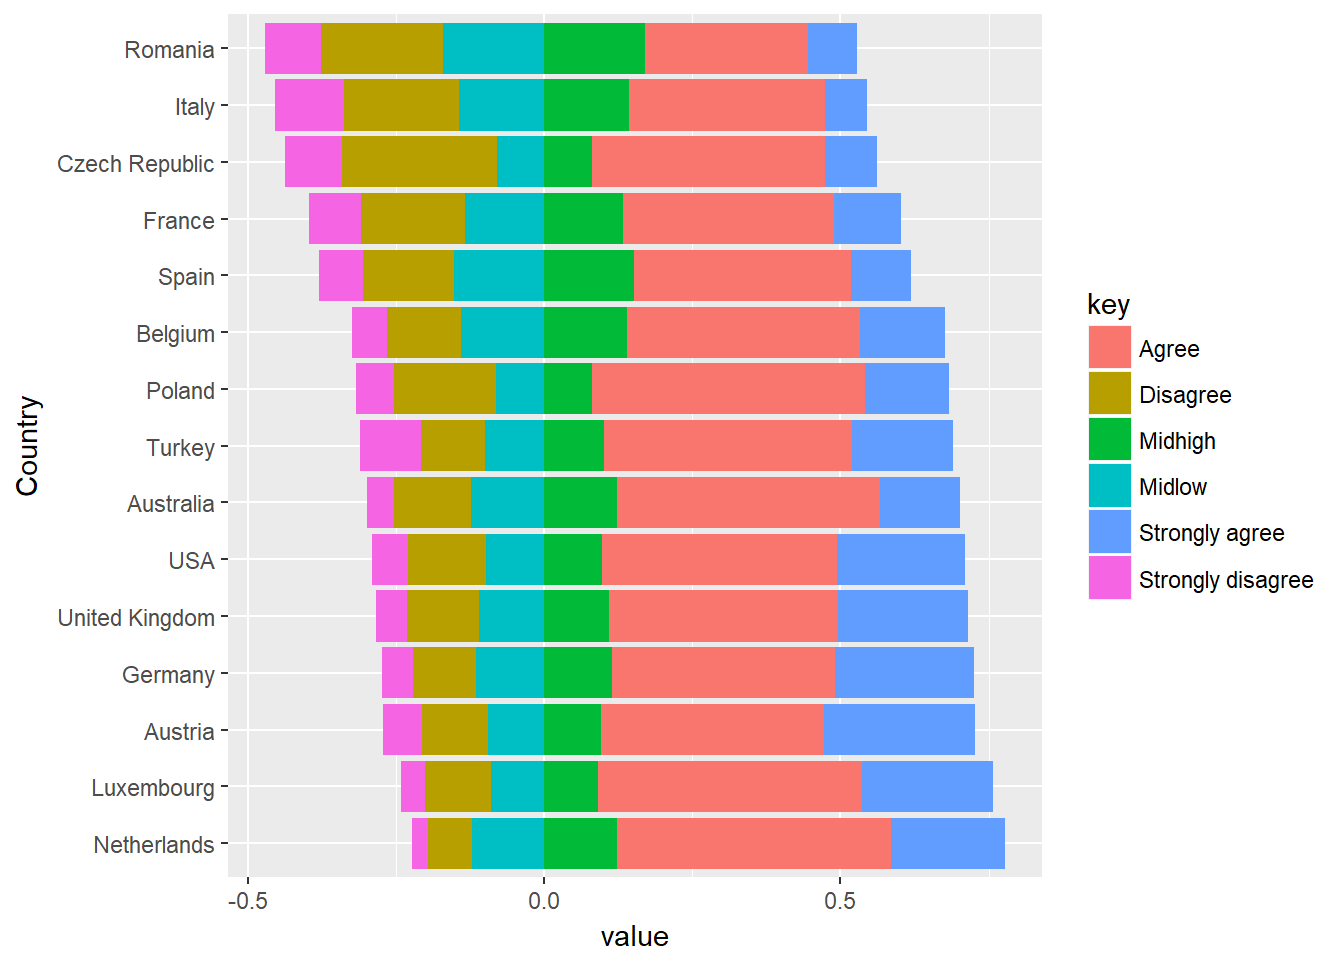 Romania
Italy
Czech Republic
France
Spain
Belgium
Poland
Turkey
Australia
USA
United Kingdom
Germany
Austria
Luxembourg
Netherlands
Country
-0.5 0.0 0.5
value
key
Agree
Disagree
Midhigh
Midlow
Strongly agree
Strongly disagree